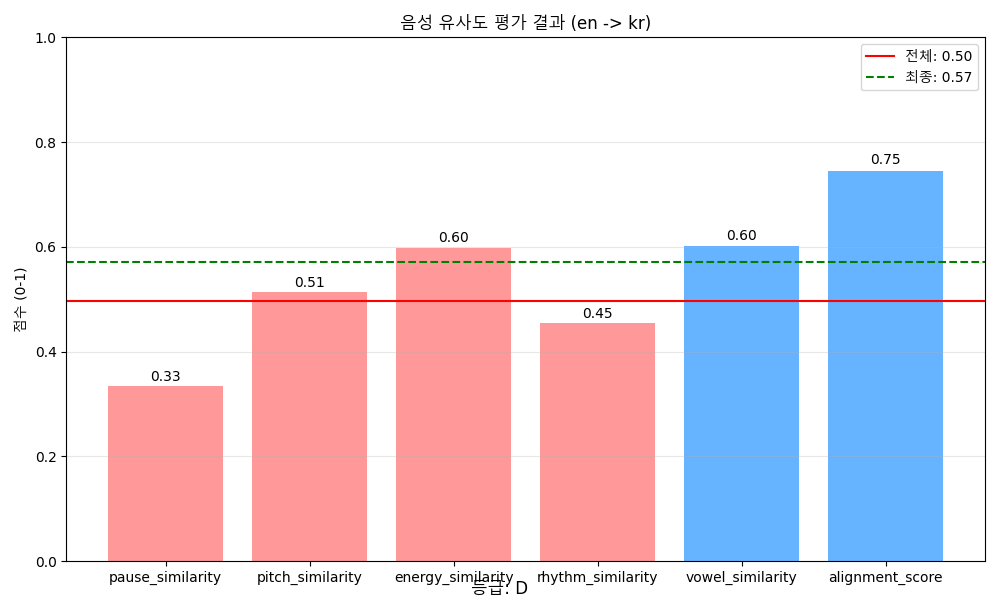 음성 유사도 평가 결과 (en -> kr)
전체: 0.50
최종: 0.57
점수 (0-1)
1.0
0.8
0.6
0.4
0.2
0.0
0.33
0.51
0.60
0.45
0.60
0.75
pause_similarity
pitch_similarity
energy_similarity
rhythm_similarity
vowel_similarity
alignment_score
등급: D